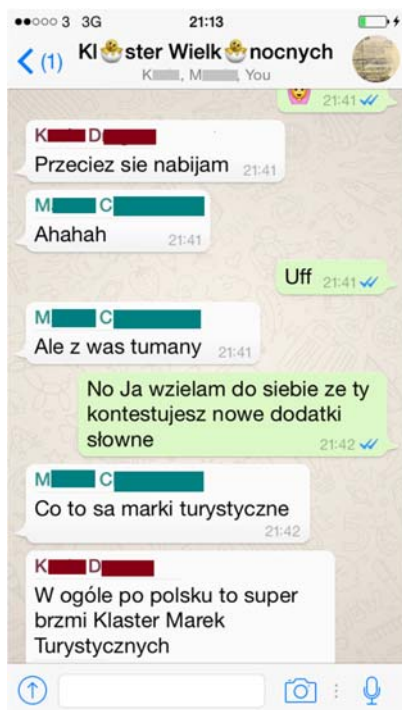 3 3G 21:13
(1) Kl🐣ster Wielk🐣nocnych
K, M, You
21:41
K D
Przeciez sie nabijam 21:41
M C
Ahahah 21:41
Uff 21:41
M C
Ale z was tumany 21:41
No Ja wzielam do siebie ze ty
kontestujesz nowe dodatki
słowne
21:42
M C
Co to sa marki turystyczne
21:42
K D
W ogóle po polsku to super
brzmi Klaster Marek
Turystycznych